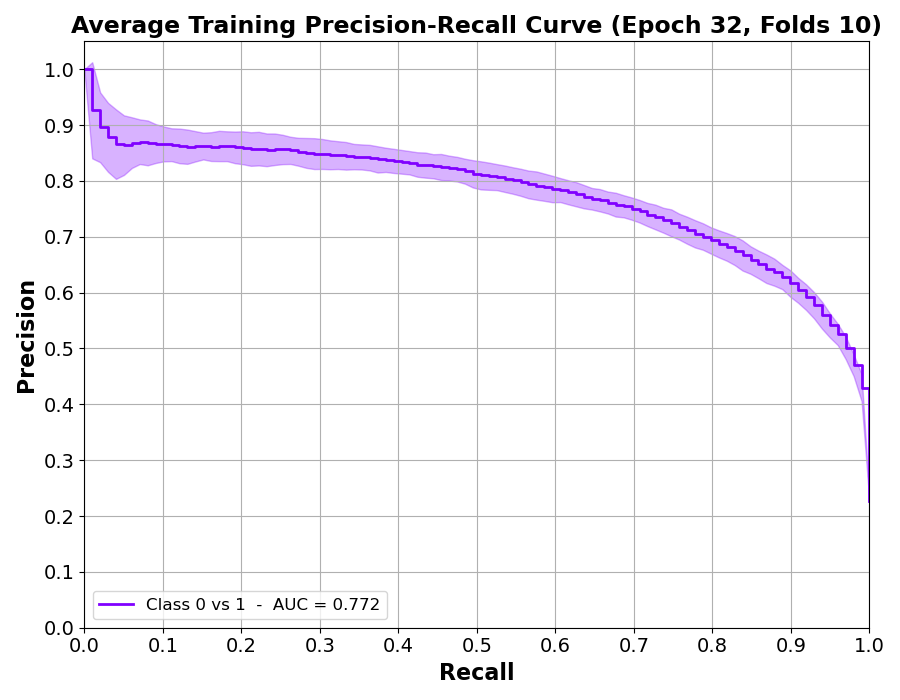 Average Training Precision-Recall Curve (Epoch 32, Folds 10)
1.0
0.9
0.8
0.7
0.6
0.5
0.4
0.3
0.2
0.1
0.0
Precision
Class 0 vs 1 - AUC = 0.772
0.0 0.1 0.2 0.3 0.4 0.5 0.6 0.7 0.8 0.9 1.0
Recall